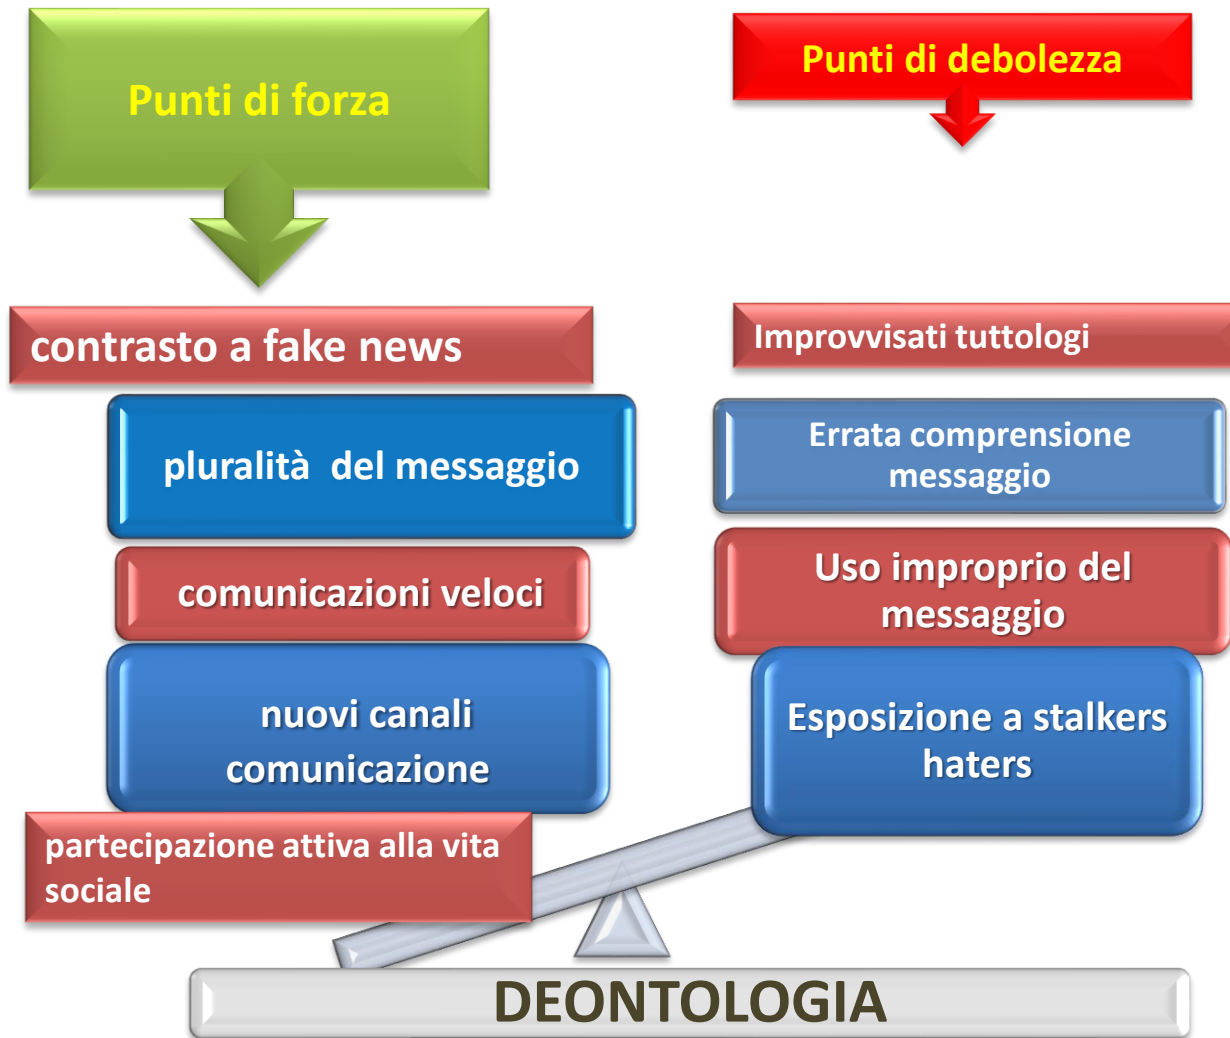 Punti di forza
contrasto a fake news
pluralità  del messaggio
comunicazioni veloci
nuovi canali
comunicazione
partecipazione attiva alla vita
sociale
Punti di debolezza
Improvvisati tuttologi
Errata comprensione
messaggio
Uso improprio del
messaggio
Esposizione a stalkers
haters
DEONTOLOGIA